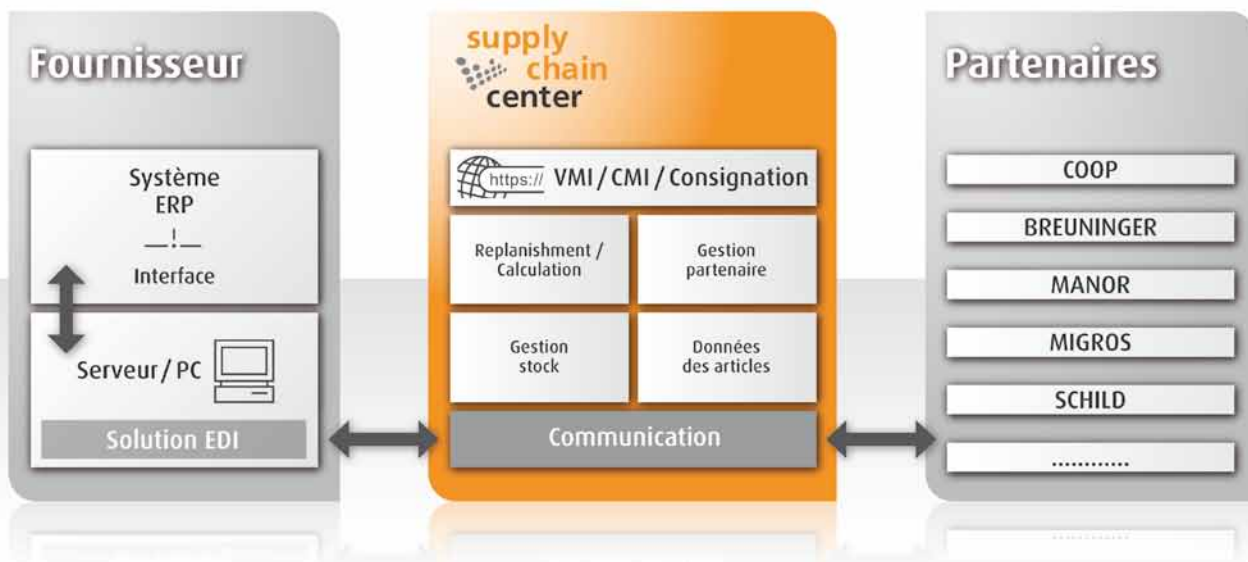 Fournisseur
Système
ERP
Interface
Serveur / PC
Solution EDI
supply
chain
center
https:// VMI / CMI / Consignation
Replanishment /
Calculation
Gestion
partenaire
Gestion
stock
Données
des articles
Communication
Partenaires
COOP
BREUNINGER
MANOR
MIGROS
SCHILD
............